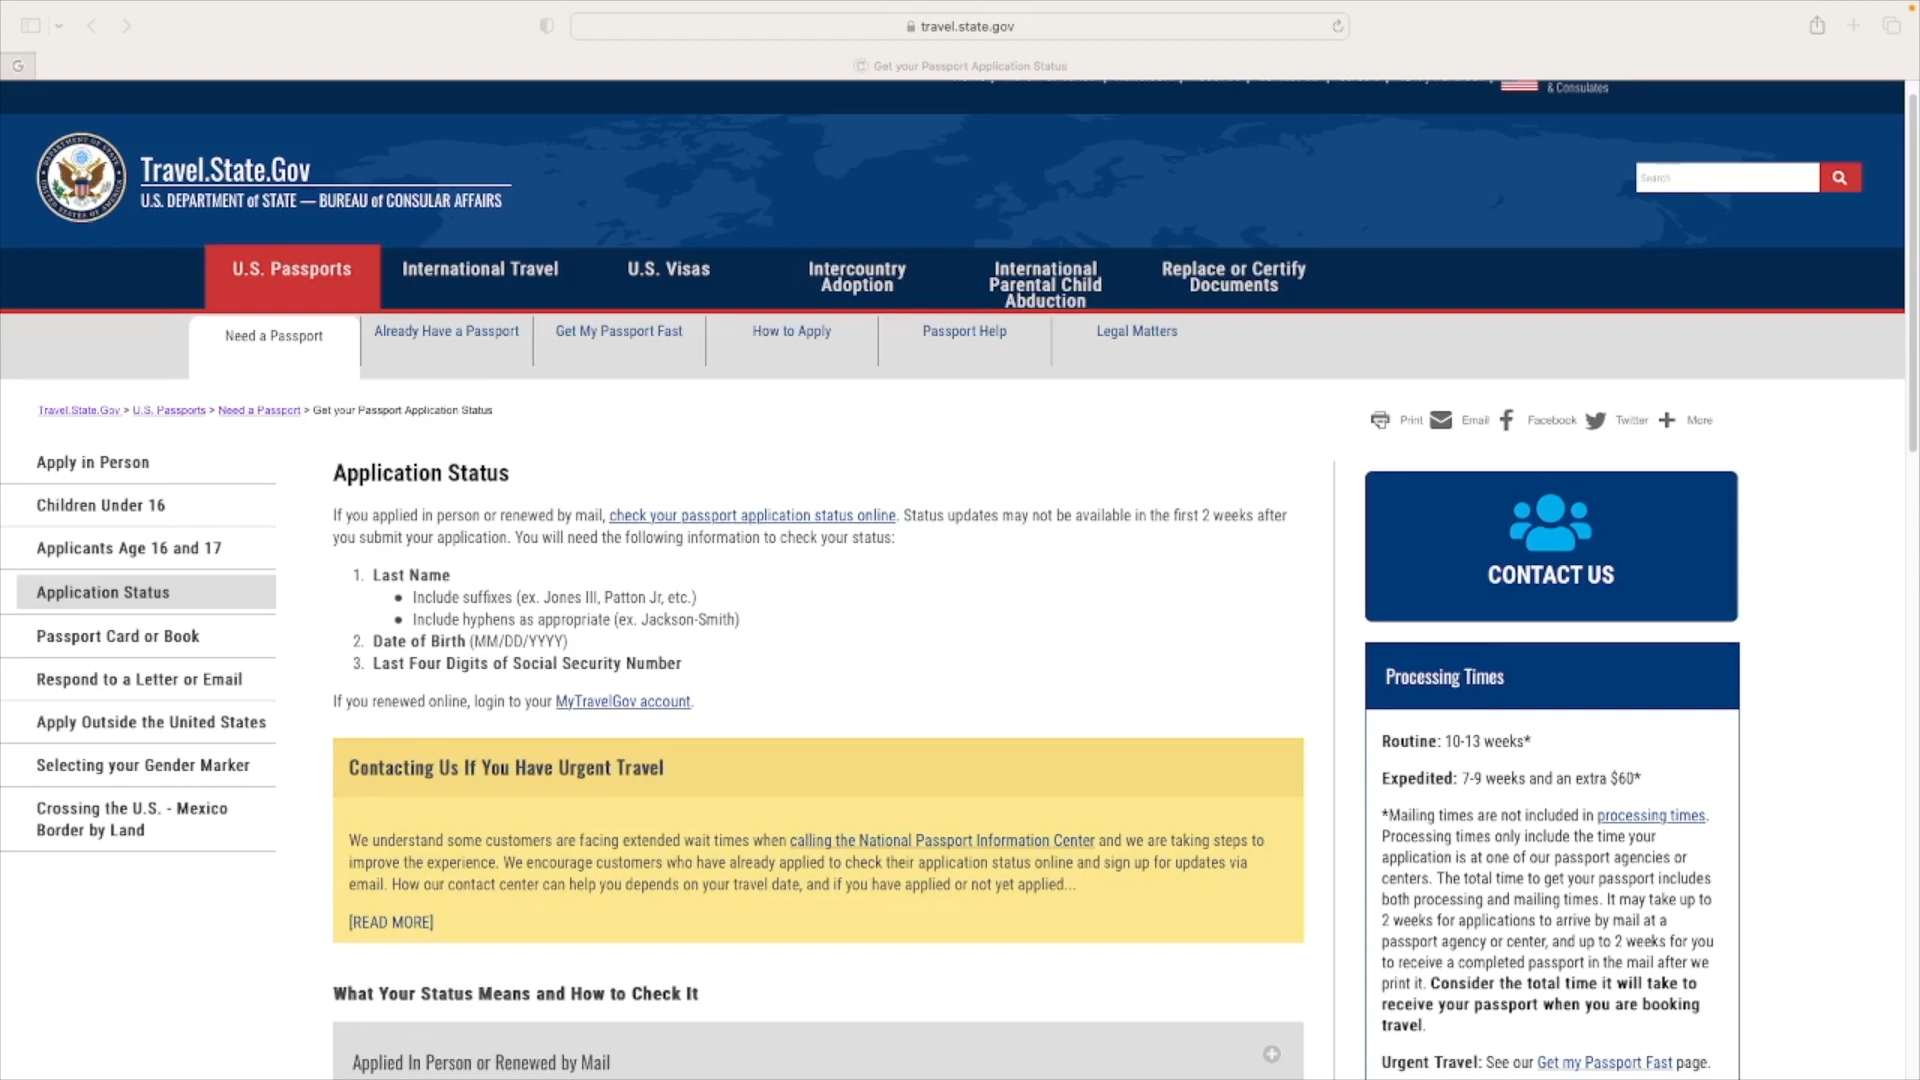 travel.state.gov
G
Get your Passport Application Status
& Consulates
Travel.State.Gov
U.S. DEPARTMENT of STATE — BUREAU of CONSULAR AFFAIRS
Search
U.S. Passports
International Travel
U.S. Visas
Intercountry
Adoption
International
Parental Child
Abduction
Replace or Certify
Documents
Need a Passport
Already Have a Passport
Get My Passport Fast
How to Apply
Passport Help
Legal Matters
Travel.State.Gov > U.S. Passports > Need a Passport > Get your Passport Application Status
Print Email Facebook Twitter More
Apply in Person
Children Under 16
Applicants Age 16 and 17
Application Status
Passport Card or Book
Respond to a Letter or Email
Apply Outside the United States
Selecting your Gender Marker
Crossing the U.S. - Mexico
Border by Land
Application Status
If you applied in person or renewed by mail, check your passport application status online. Status updates may not be available in the first 2 weeks after
you submit your application. You will need the following information to check your status:
1. Last Name
● Include suffixes (ex. Jones III, Patton Jr, etc.)
● Include hyphens as appropriate (ex. Jackson-Smith)
2. Date of Birth (MM/DD/YYYY)
3. Last Four Digits of Social Security Number
If you renewed online, login to your MyTravelGov account.
Contacting Us If You Have Urgent Travel
We understand some customers are facing extended wait times when calling the National Passport Information Center and we are taking steps to
improve the experience. We encourage customers who have already applied to check their application status online and sign up for updates via
email. How our contact center can help you depends on your travel date, and if you have applied or not yet applied...
[READ MORE]
What Your Status Means and How to Check It
Applied In Person or Renewed by Mail
CONTACT US
Processing Times
Routine: 10-13 weeks*
Expedited: 7-9 weeks and an extra $60*
*Mailing times are not included in processing times.
Processing times only include the time your
application is at one of our passport agencies or
centers. The total time to get your passport includes
both processing and mailing times. It may take up to
2 weeks for applications to arrive by mail at a
passport agency or center, and up to 2 weeks for you
to receive a completed passport in the mail after we
print it. Consider the total time it will take to
receive your passport when you are booking
travel.
Urgent Travel: See our Get my Passport Fast page.